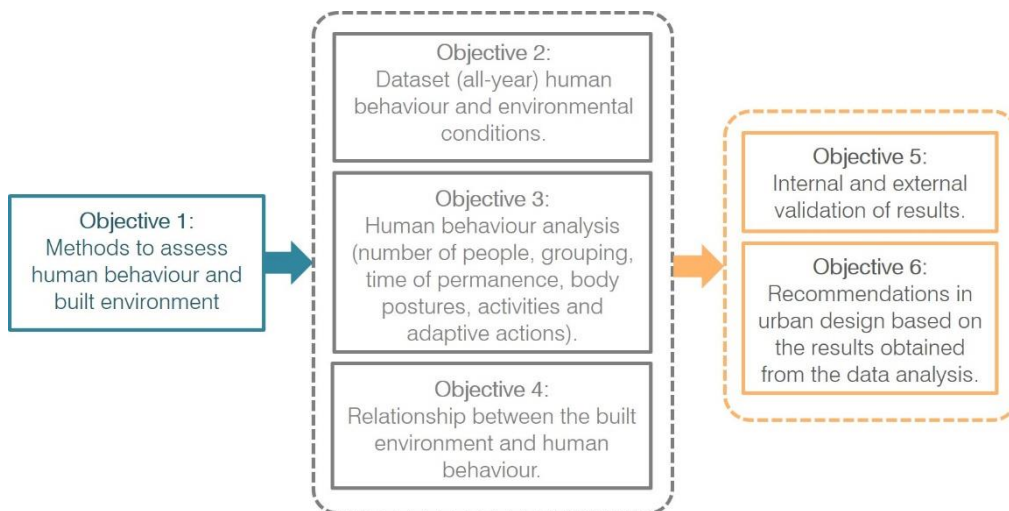 Objective 1:
Methods to assess
human behaviour and
built environment
Objective 2:
Dataset (all-year) human
behaviour and environmental
conditions.
Objective 3:
Human behaviour analysis
(number of people, grouping,
time of permanence, body
postures, activities and
adaptive actions).
Objective 4:
Relationship between the built
environment and human
behaviour.
Objective 5:
Internal and external
validation of results.
Objective 6:
Recommendations in
urban design based on
the results obtained
from the data analysis.